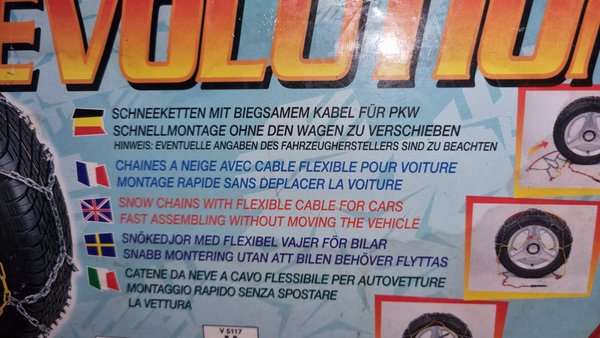 EVOLUTION
SCHNEEKETTEN MIT BIEGSAMEM KABEL FÜR PKW
SCHNELLMONTAGE OHNE DEN WAGEN ZU VERSCHIEBEN
HINWEIS: EVENTUELLE ANGABEN DES FAHRZEUGHERSTELLERS SIND ZU BEACHTEN
CHAINES A NEIGE AVEC CABLE FLEXIBLE POUR VOITURE
MONTAGE RAPIDE SANS DEPLACER LA VOITURE
SNOW CHAINS WITH FLEXIBLE CABLE FOR CARS
FAST ASSEMBLING WITHOUT MOVING THE VEHICLE
SNÖKEDJOR MED FLEXIBEL VAJER FÖR BILAR
SNABB MONTERING UTAN ATT BILEN BEHÖVER FLYTTAS
CATENE DA NEVE A CAVO FLESSIBILE PER AUTOVETTURE
MONTAGGIO RAPIDO SENZA SPOSTARE
LA VETTURA
V 5117